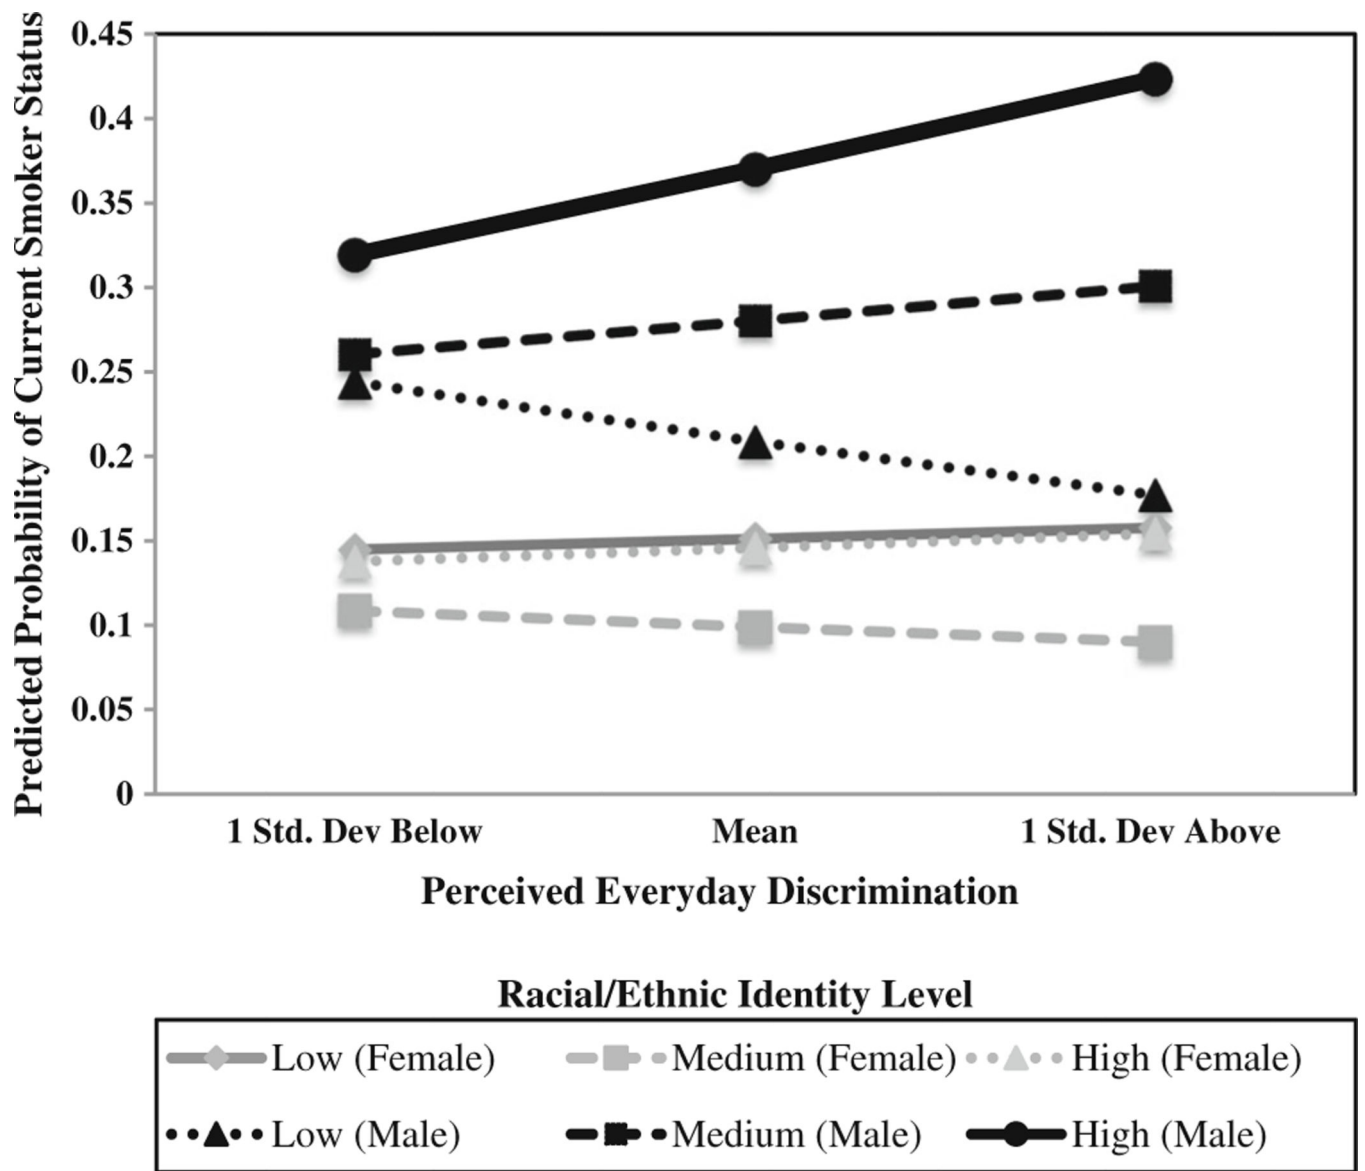 Predicted Probability of Current Smoker Status
0.45
0.4
0.35
0.3
0.25
0.2
0.15
0.1
0.05
0
1 Std. Dev Below Mean 1 Std. Dev Above
Perceived Everyday Discrimination
Racial/Ethnic Identity Level
Low (Female) Medium (Female) High (Female)
Low (Male) Medium (Male) High (Male)